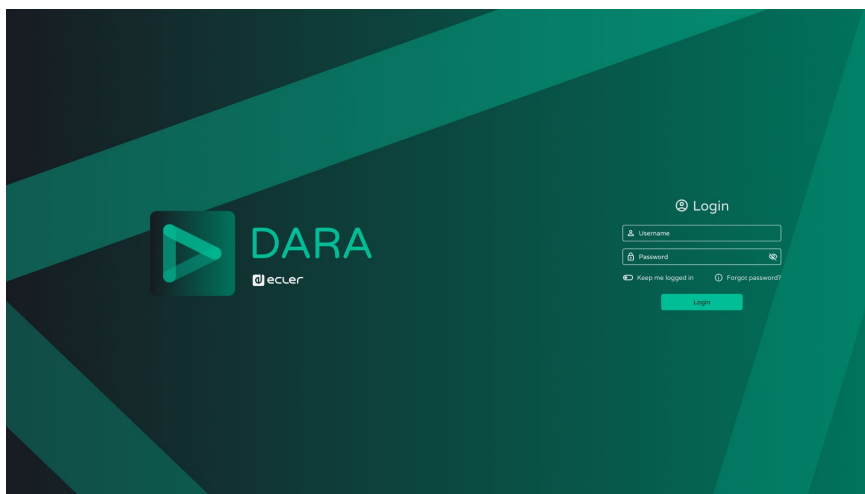 DARA
ecler
Login
Username
Password
Keep me logged in
Forgot password?
Login